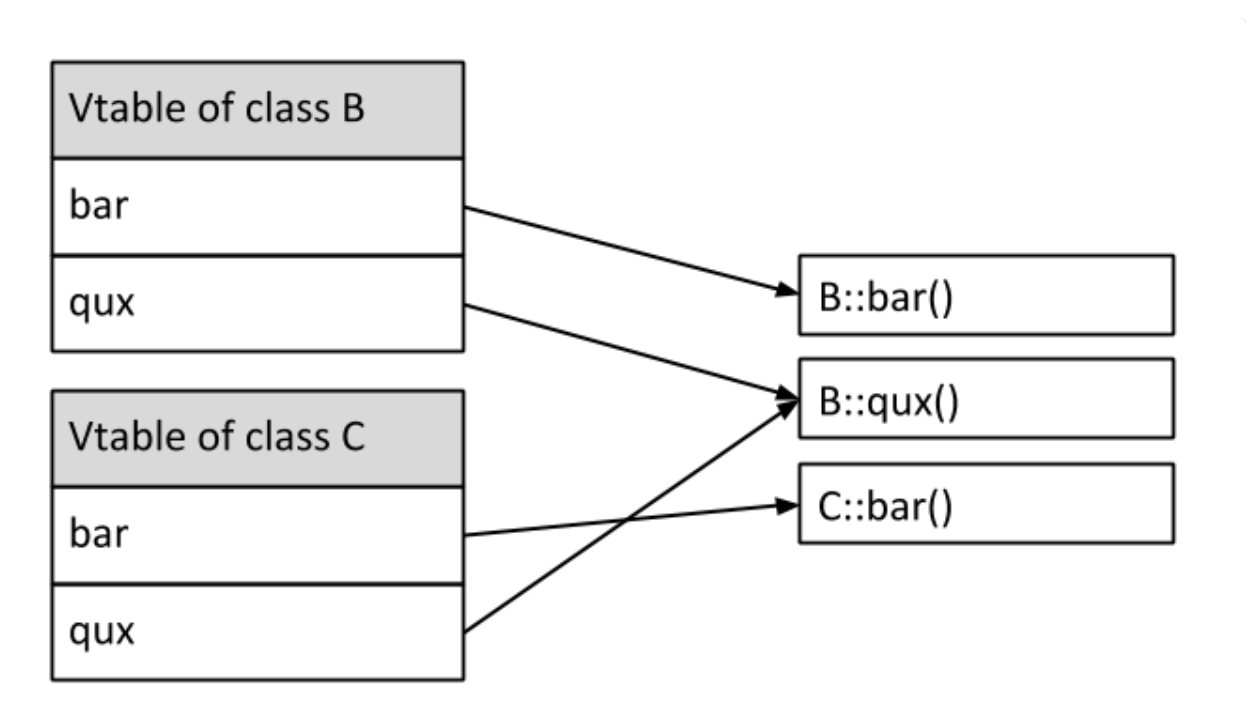 Vtable of class B
bar
qux
Vtable of class C
bar
qux
B::bar()
B::qux()
C::bar()